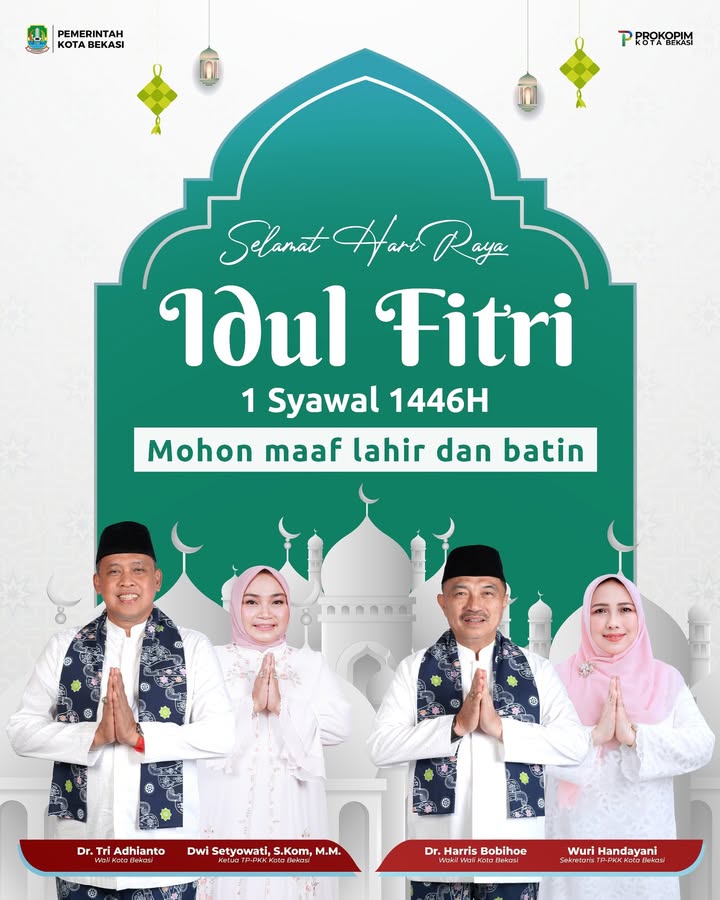 PEMERINTAH
KOTA BEKASI
PROKOPIM
KOTA BEKASI
Selamat Hari Raya
Idul Fitri
1 Syawal 1446H
Mohon maaf lahir dan batin
Dr. Tri Adhianto
Wali Kota Bekasi
Dwi Setyowati, S.Kom, M.M.
Ketua TP-PKK Kota Bekasi
Dr. Harris Bobihoe
Wakil Wali Kota Bekasi
Wuri Handayani
Sekretaris TP-PKK Kota Bekasi